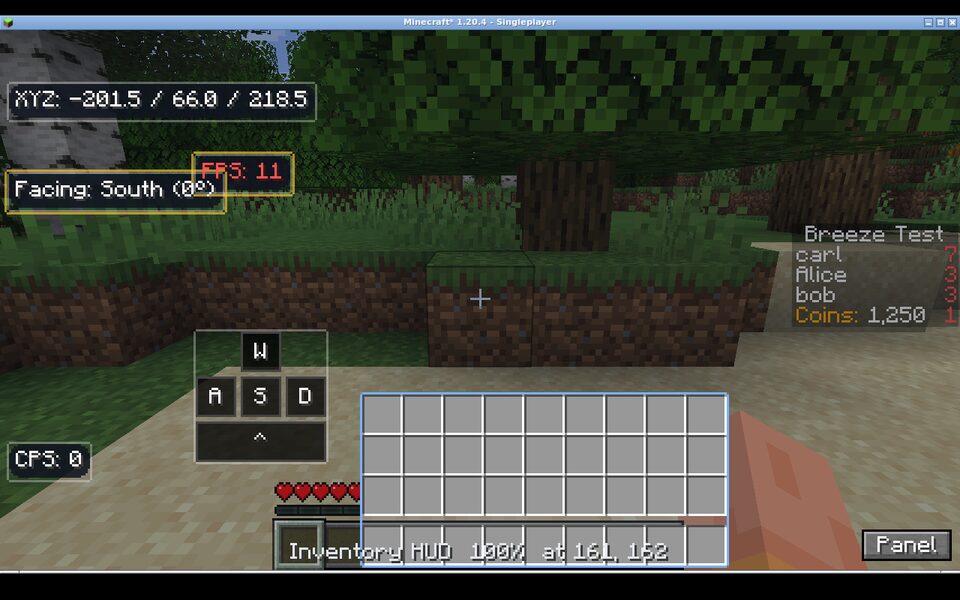 Minecraft* 1.20.4 - Singleplayer
XYZ: -201.5 / 66.0 / 218.5
FPS: 11
Facing: South (0º)
Breeze Test
carl 7
Alice 3
bob 3
Coins: 1,250 1
W
A S D
^
CPS: 0
Inventory HUD 100% at 161, 162
Panel